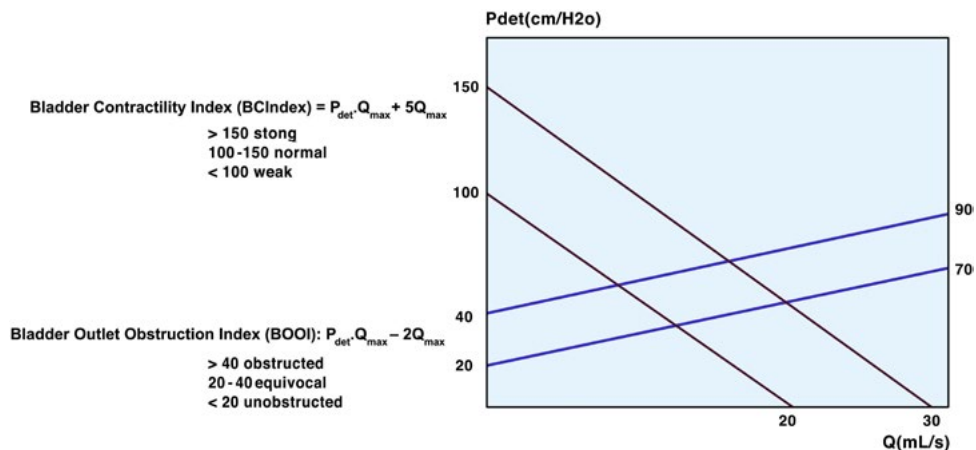 Pdet(cm/H2o)
Bladder Contractility Index (BCIndex) = Pdet.Qmax + 5Qmax
> 150 stong
100-150 normal
< 100 weak
Bladder Outlet Obstruction Index (BOOI): Pdet.Qmax – 2Qmax
> 40 obstructed
20-40 equivocal
< 20 unobstructed
150
100
40
20
900
700
20
30
Q(mL/s)